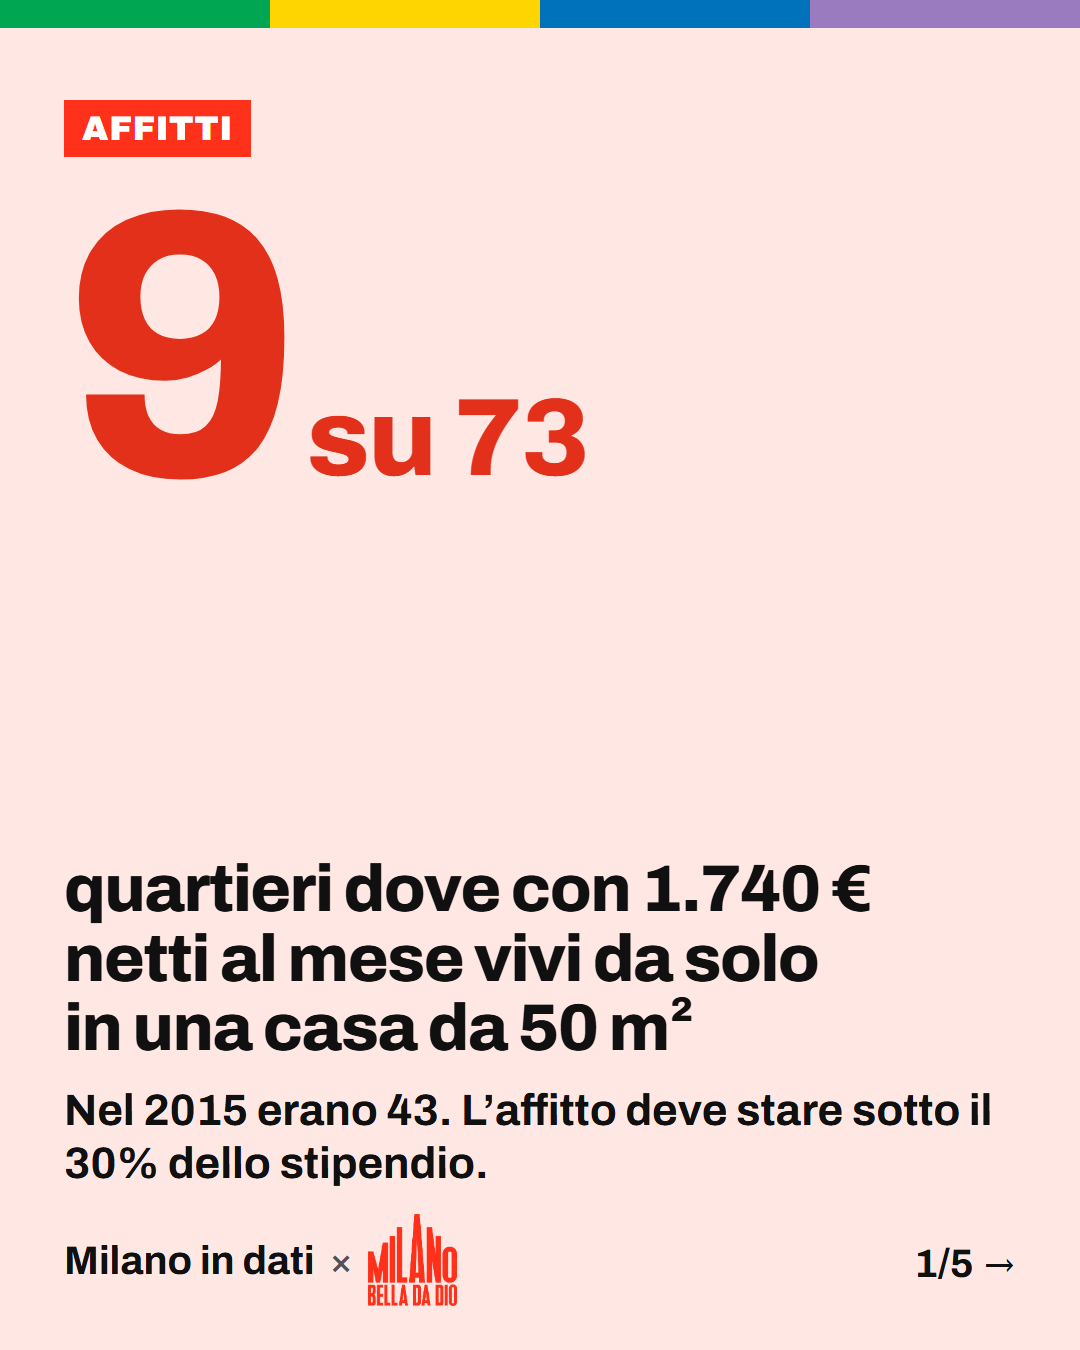 AFFITTI
9 su 73
quartieri dove con 1.740 €
netti al mese vivi da solo
in una casa da 50 m²
Nel 2015 erano 43. L’affitto deve stare sotto il
30% dello stipendio.
Milano in dati × MILANO
BELLA DA DIO
1/5 →